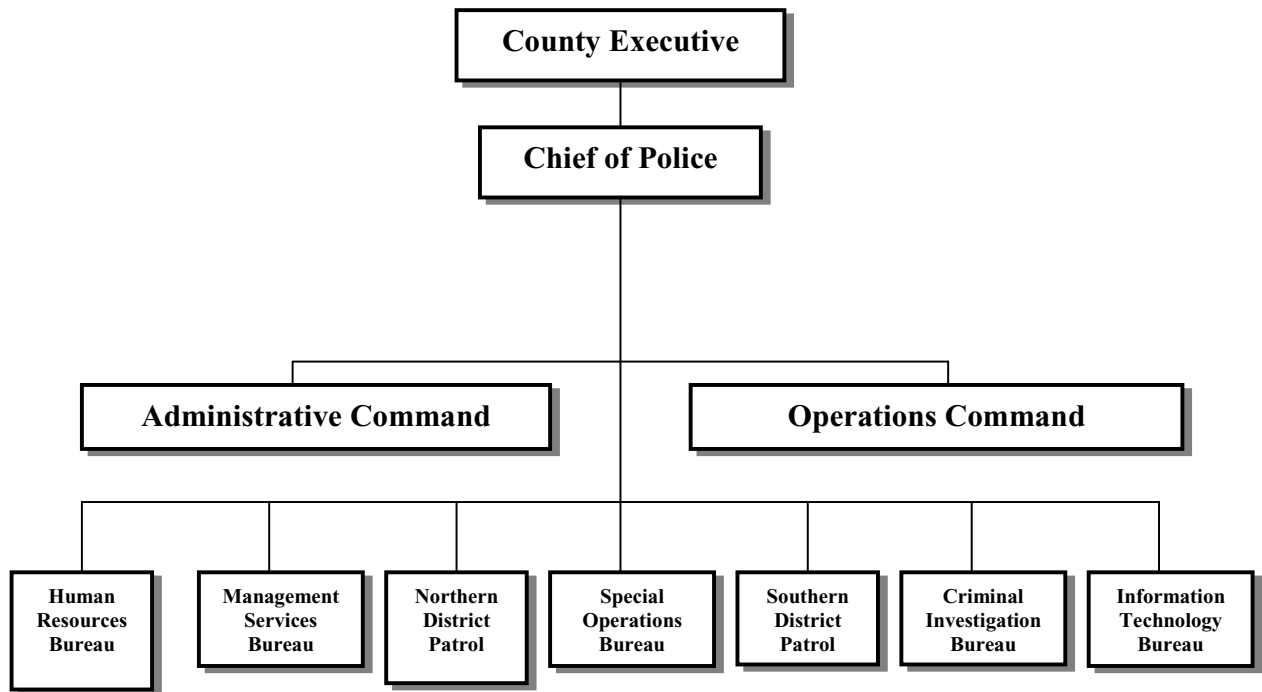 County Executive
Chief of Police
Administrative Command
Operations Command
Human
Resources
Bureau
Management
Services
Bureau
Northern
District
Patrol
Special
Operations
Bureau
Southern
District
Patrol
Criminal
Investigation
Bureau
Information
Technology
Bureau